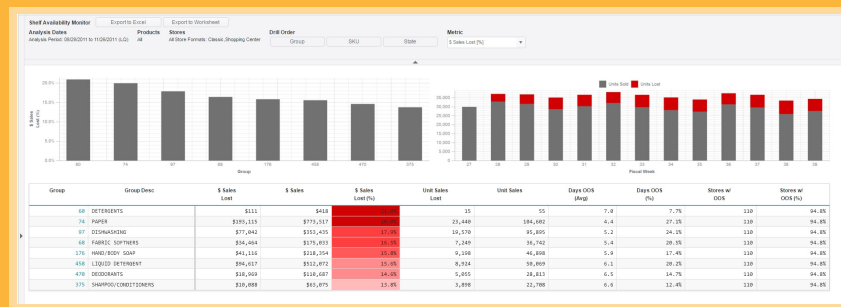 Shelf Availability Monitor Export to Excel Export to Worksheet
Analysis Dates Products Stores Drill Order Metric
Analysis Period: 08/28/2011 to 11/26/2011 (LQ) All All Store Formats: Classic;Shopping Center Group SKU State $ Sales Lost [%]
$ Sales Lost (%)
20.0%
15.0%
10.0%
5.0%
0.0%
60 74 97 68 176 458 470 375
Group
Units Sold Units Lost
35,000
30,000
25,000
20,000
15,000
10,000
5,000
0
27 28 29 30 31 32 33 34 35 36 37 38 39
Fiscal Week
Group Group Desc $ Sales Lost $ Sales $ Sales Lost (%) Unit Sales Lost Unit Sales Days OOS (Avg) Days OOS (%) Stores w/ OOS Stores w/ OOS (%)
60 DETERGENTS $111 $418 15 55 7.0 7.7% 110 94.8%
74 PAPER $193,115 $773,517 23,440 104,602 4.4 27.1% 110 94.8%
97 DISHWASHING $77,042 $353,435 17.9% 19,570 95,895 5.2 24.1% 110 94.8%
68 FABRIC SOFTNERS $34,464 $175,033 16.5% 7,249 36,742 5.4 20.5% 110 94.8%
176 HAND/BODY SOAP $41,116 $218,354 15.8% 9,198 46,898 5.9 17.4% 110 94.8%
458 LIQUID DETERGENT $94,617 $512,072 15.6% 8,924 50,069 6.1 20.2% 110 94.8%
470 DEODORANTS $18,969 $110,687 14.6% 5,055 28,813 6.5 14.7% 110 94.8%
375 SHAMPOO/CONDITIONERS $10,088 $63,075 13.8% 3,898 22,708 6.6 12.4% 110 94.8%